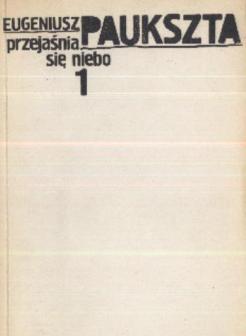 EUGENIUSZ PAUKSZTA
przejaśnia
się niebo
1